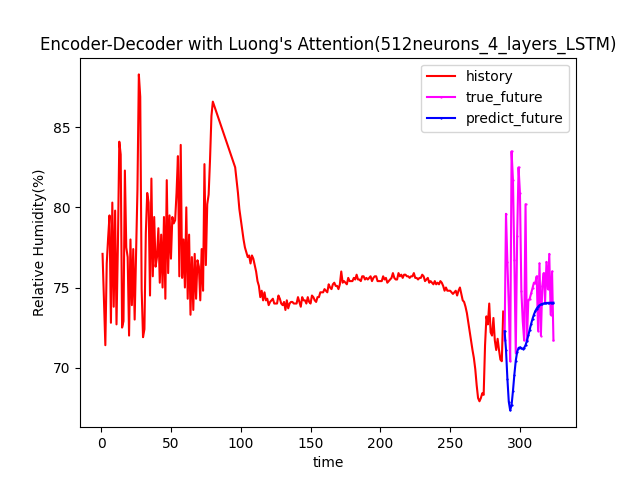 Encoder-Decoder with Luong's Attention(512neurons_4_layers_LSTM)
history
true_future
predict_future
Relative Humidity(%)
85
80
75
70
0 50 100 150 200 250 300
time